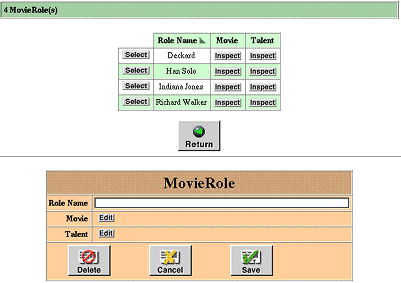 4 MovieRole(s)
Role Name Movie Talent
Select Deckard Inspect Inspect
Select Han Solo Inspect Inspect
Select Indiana Jones Inspect Inspect
Select Richard Walker Inspect Inspect
Return
MovieRole
Role Name
Movie Edit
Talent Edit
Delete Cancel Save